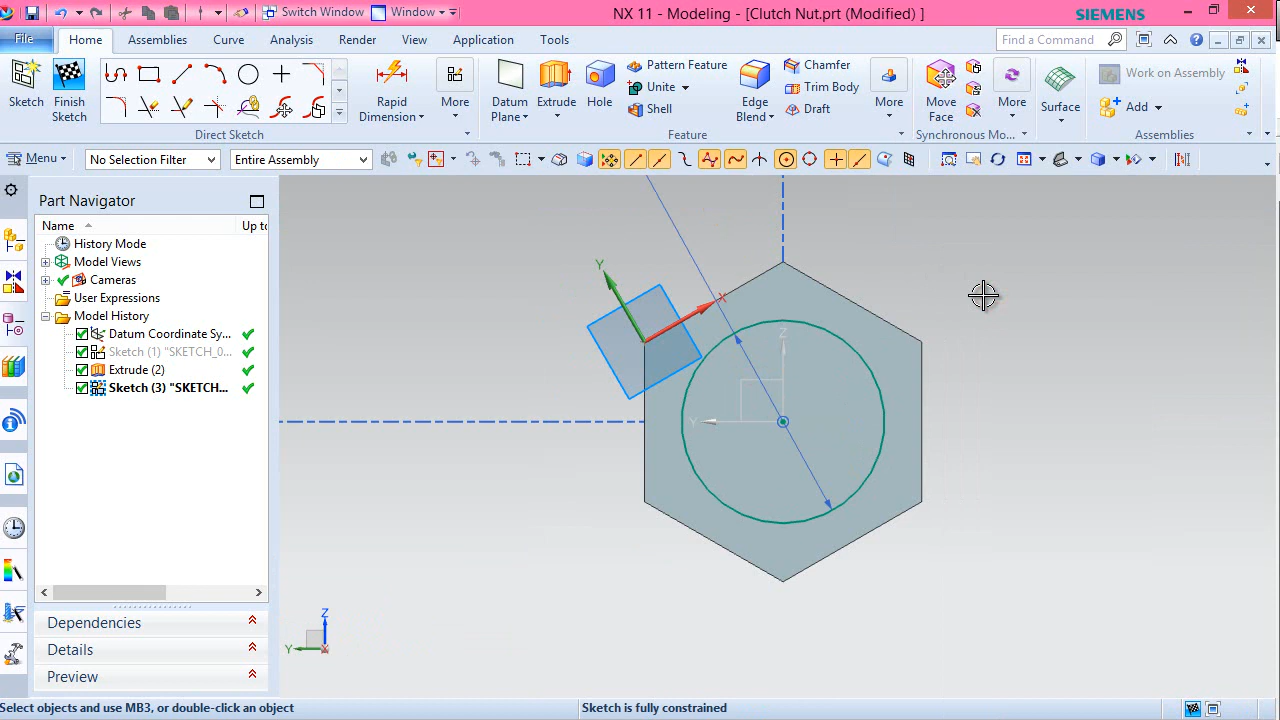 NX 11 - Modeling - [Clutch Nut.prt (Modified) ]
SIEMENS
Switch Window
Window
File
Home
Assemblies
Curve
Analysis
Render
View
Application
Tools
Find a Command
Sketch
Finish Sketch
Rapid Dimension
More
Datum Plane
Extrude
Hole
Pattern Feature
Unite
Shell
Edge Blend
Chamfer
Trim Body
Draft
More
Move Face
More
Surface
Work on Assembly
Add
Direct Sketch
Feature
Synchronous Mo...
Assemblies
Menu
No Selection Filter
Entire Assembly
Part Navigator
Name
Up to
History Mode
Model Views
Cameras
User Expressions
Model History
Datum Coordinate Sy...
Sketch (1) "SKETCH_0...
Extrude (2)
Sketch (3) "SKETCH...
Dependencies
Details
Preview
Y
X
Z
Y
Z
Y
X
Select objects and use MB3, or double-click an object
Sketch is fully constrained